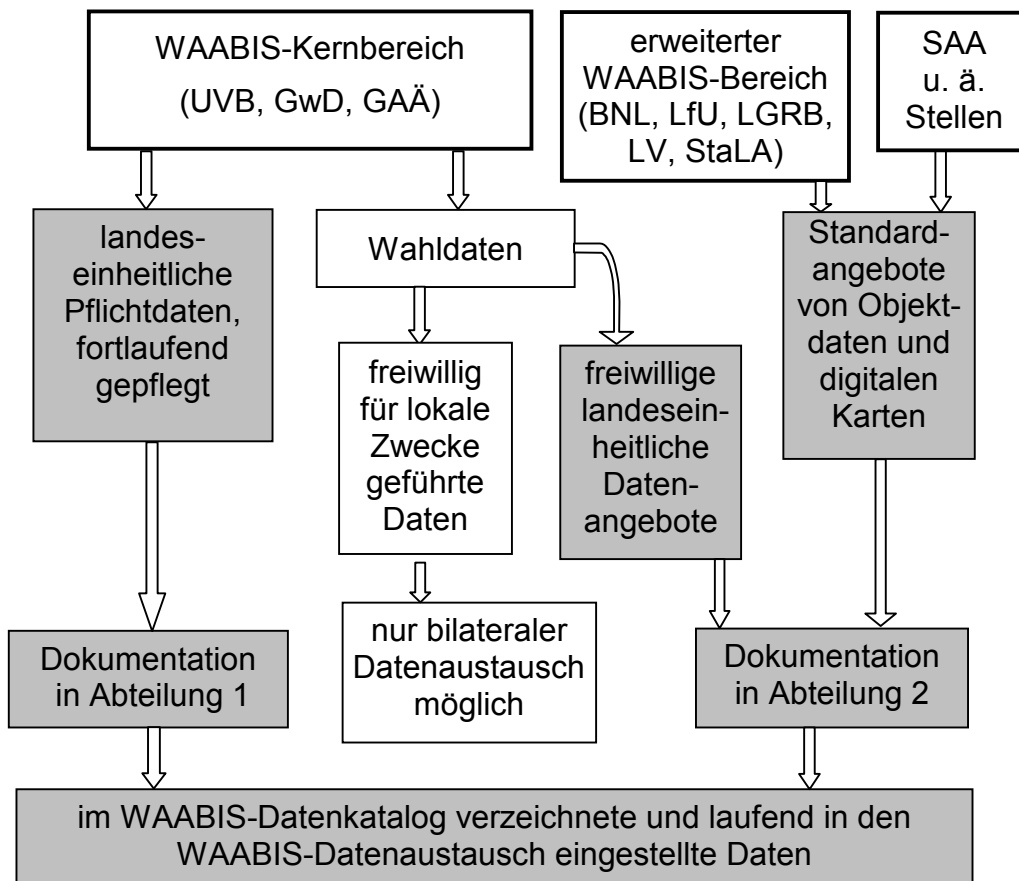 WAABIS-Kernbereich
(UVB, GwD, GAÄ)
erweiterter
WAABIS-Bereich
(BNL, LfU, LGRB,
LV, StaLA)
SAA
u. ä.
Stellen
landes-
einheitliche
Pflichtdaten,
fortlaufend
gepflegt
Wahldaten
Standard-
angebote
von Objekt-
daten und
digitalen
Karten
freiwillig
für lokale
Zwecke
geführte
Daten
freiwillige
landesein-
heitliche
Daten-
angebote
nur bilateraler
Datenaustausch
möglich
Dokumentation
in Abteilung 1
Dokumentation
in Abteilung 2
im WAABIS-Datenkatalog verzeichnete und laufend in den
WAABIS-Datenaustausch eingestellte Daten